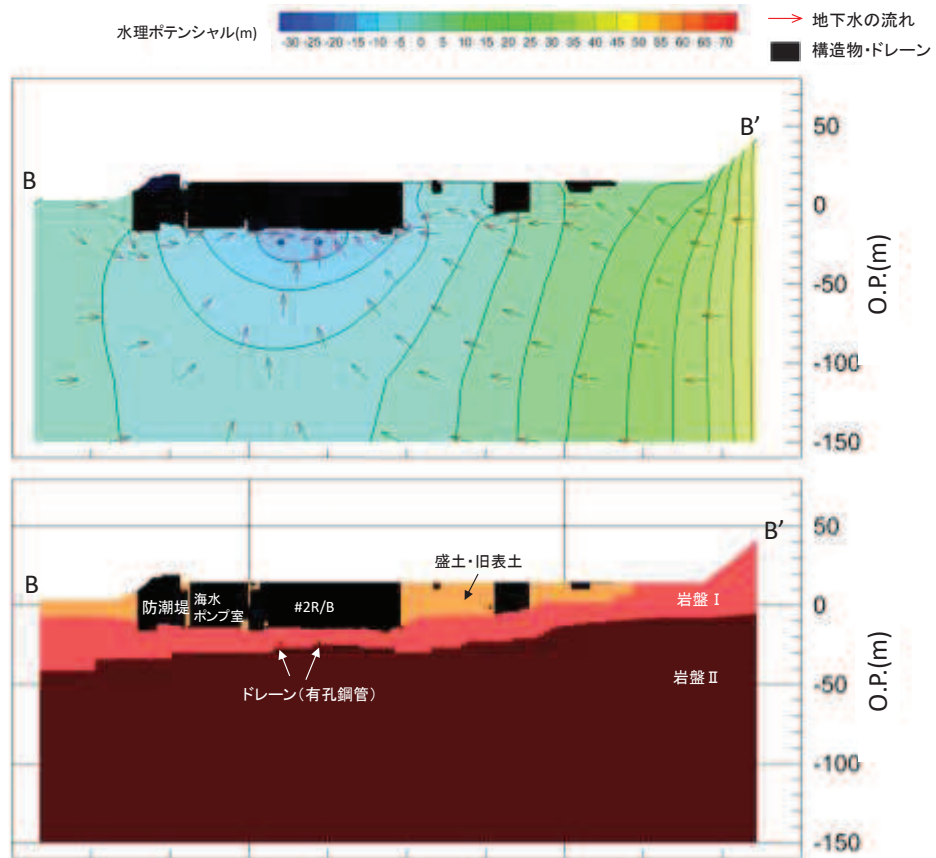 水理ポテンシャル(m)
-30 -25 -20 -15 -10 -5 0 5 10 15 20 25 30 35 40 45 50 55 60 65 70
地下水の流れ
構造物・ドレーン
B
B’
50
0
-50
-100
-150
O.P.(m)
B
B’
盛土・旧表土
防潮堤
海水
ポンプ室
#2R/B
岩盤Ⅰ
ドレーン(有孔鋼管)
岩盤Ⅱ
50
0
-50
-100
-150
O.P.(m)